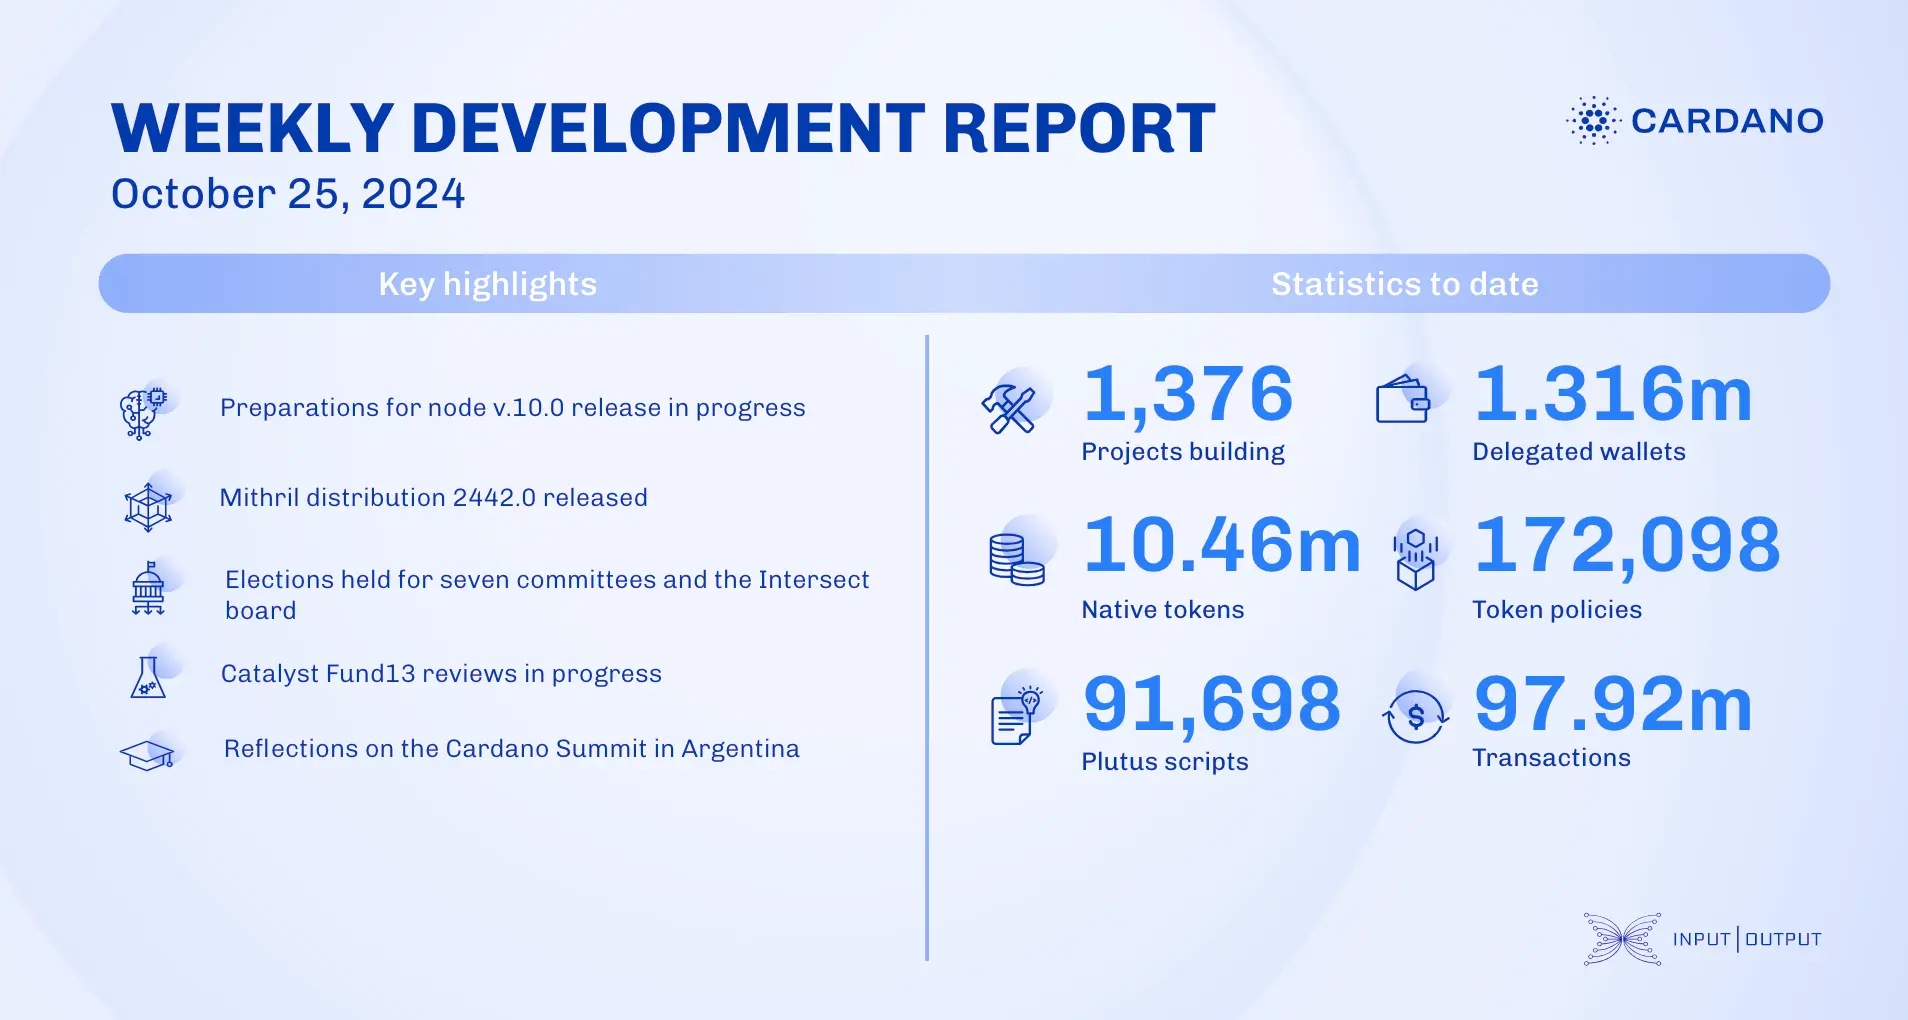 WEEKLY DEVELOPMENT REPORT
October 25, 2024
CARDANO
Key highlights
Statistics to date
Preparations for node v.10.0 release in progress
Mithril distribution 2442.0 released
Elections held for seven committees and the Intersect
board
Catalyst Fund13 reviews in progress
Reflections on the Cardano Summit in Argentina
1,376
Projects building
1.316m
Delegated wallets
10.46m
Native tokens
172,098
Token policies
91,698
Plutus scripts
$
97.92m
Transactions
INPUT|OUTPUT